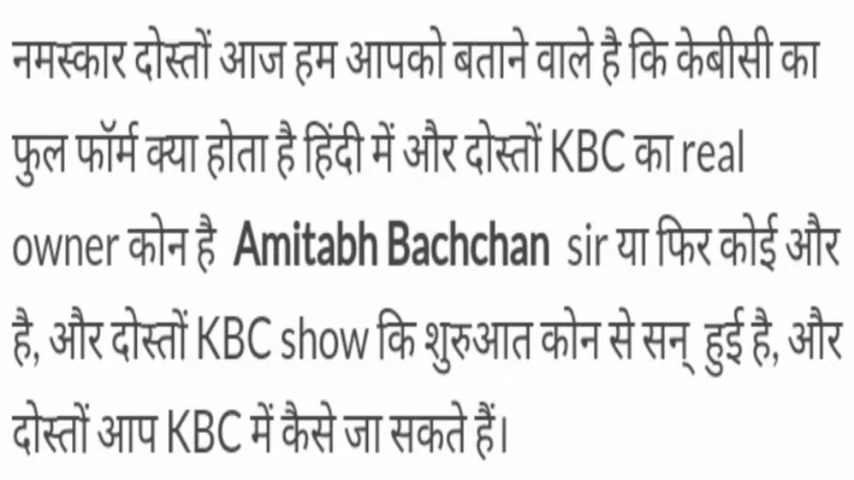 नमस्कार दोस्तों आज हम आपको बताने वाले है कि केबीसी का
फुल फॉर्म क्या होता है हिंदी में और दोस्तों KBC का real
owner कोन है Amitabh Bachchan sir या फिर कोई और
है, और दोस्तों KBC show कि शुरुआत कोन से सन् हुई है, और
दोस्तों आप KBC में कैसे जा सकते हैं।